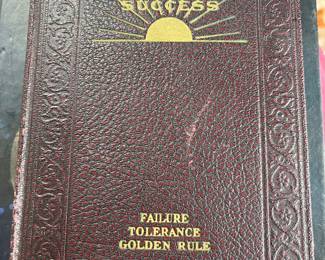 SUCCESS
FAILURE
TOLERANCE
GOLDEN RULE